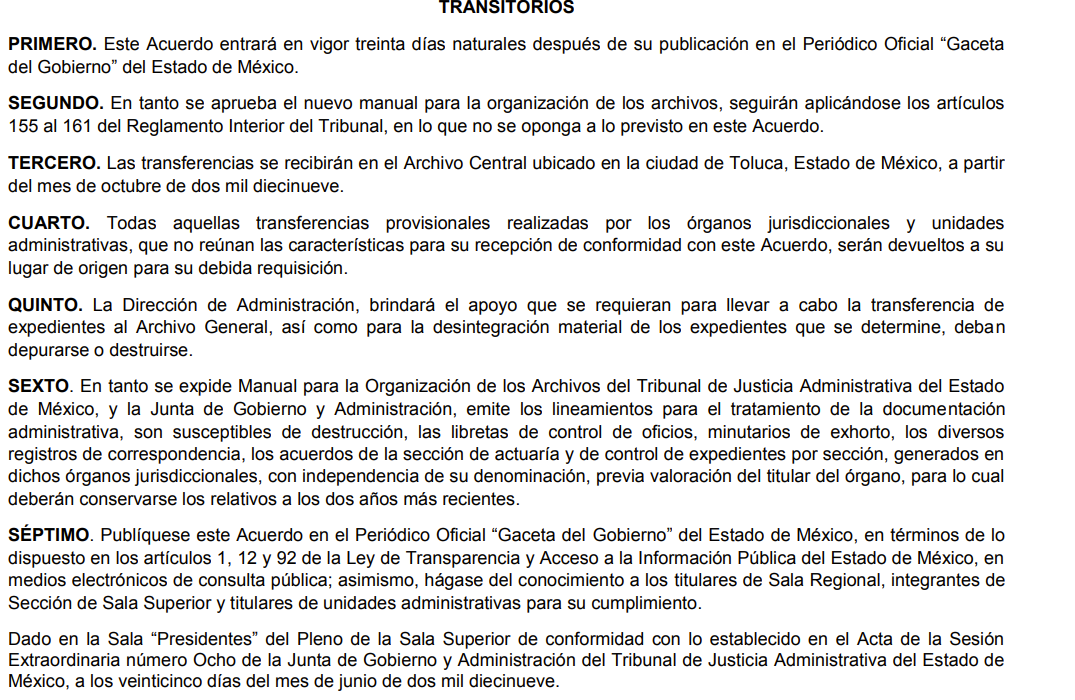 TRANSITORIOS
PRIMERO. Este Acuerdo entrará en vigor treinta días naturales después de su publicación en el Periódico Oficial “Gaceta
del Gobierno” del Estado de México.
SEGUNDO. En tanto se aprueba el nuevo manual para la organización de los archivos, seguirán aplicándose los artículos
155 al 161 del Reglamento Interior del Tribunal, en lo que no se oponga a lo previsto en este Acuerdo.
TERCERO. Las transferencias se recibirán en el Archivo Central ubicado en la ciudad de Toluca, Estado de México, a partir
del mes de octubre de dos mil diecinueve.
CUARTO. Todas aquellas transferencias provisionales realizadas por los órganos jurisdiccionales y unidades
administrativas, que no reúnan las características para su recepción de conformidad con este Acuerdo, serán devueltos a su
lugar de origen para su debida requisición.
QUINTO. La Dirección de Administración, brindará el apoyo que se requieran para llevar a cabo la transferencia de
expedientes al Archivo General, así como para la desintegración material de los expedientes que se determine, deban
depurarse o destruirse.
SEXTO. En tanto se expide Manual para la Organización de los Archivos del Tribunal de Justicia Administrativa del Estado
de México, y la Junta de Gobierno y Administración, emite los lineamientos para el tratamiento de la documentación
administrativa, son susceptibles de destrucción, las libretas de control de oficios, minutarios de exhorto, los diversos
registros de correspondencia, los acuerdos de la sección de actuaría y de control de expedientes por sección, generados en
dichos órganos jurisdiccionales, con independencia de su denominación, previa valoración del titular del órgano, para lo cual
deberán conservarse los relativos a los dos años más recientes.
SÉPTIMO. Publíquese este Acuerdo en el Periódico Oficial “Gaceta del Gobierno” del Estado de México, en términos de lo
dispuesto en los artículos 1, 12 y 92 de la Ley de Transparencia y Acceso a la Información Pública del Estado de México, en
medios electrónicos de consulta pública; asimismo, hágase del conocimiento a los titulares de Sala Regional, integrantes de
Sección de Sala Superior y titulares de unidades administrativas para su cumplimiento.
Dado en la Sala “Presidentes” del Pleno de la Sala Superior de conformidad con lo establecido en el Acta de la Sesión
Extraordinaria número Ocho de la Junta de Gobierno y Administración del Tribunal de Justicia Administrativa del Estado de
México, a los veinticinco días del mes de junio de dos mil diecinueve.